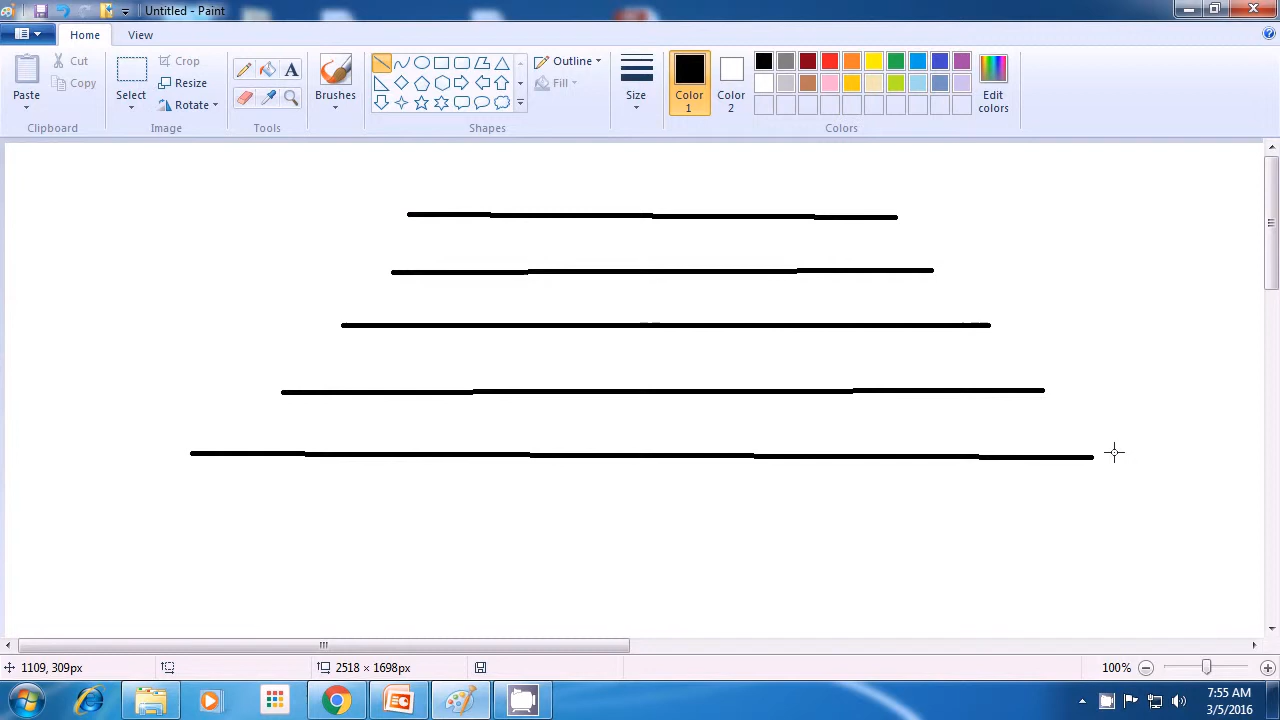 Untitled - Paint
Home View
Paste
Cut
Copy
Clipboard
Select
Crop
Resize
Rotate
Image
A
Tools
Brushes
Outline
Fill
Shapes
Size
Color 1
Color 2
Edit colors
Colors
1109, 309px
2518 × 1698px
100%
7:55 AM
3/5/2016